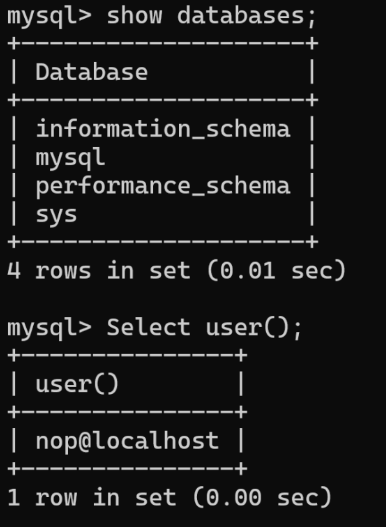 mysql> show databases;
+--------------------+
| Database           |
+--------------------+
| information_schema |
| mysql              |
| performance_schema |
| sys                |
+--------------------+
4 rows in set (0.01 sec)

mysql> Select user();
+---------------+
| user()        |
+---------------+
| nop@localhost |
+---------------+
1 row in set (0.00 sec)